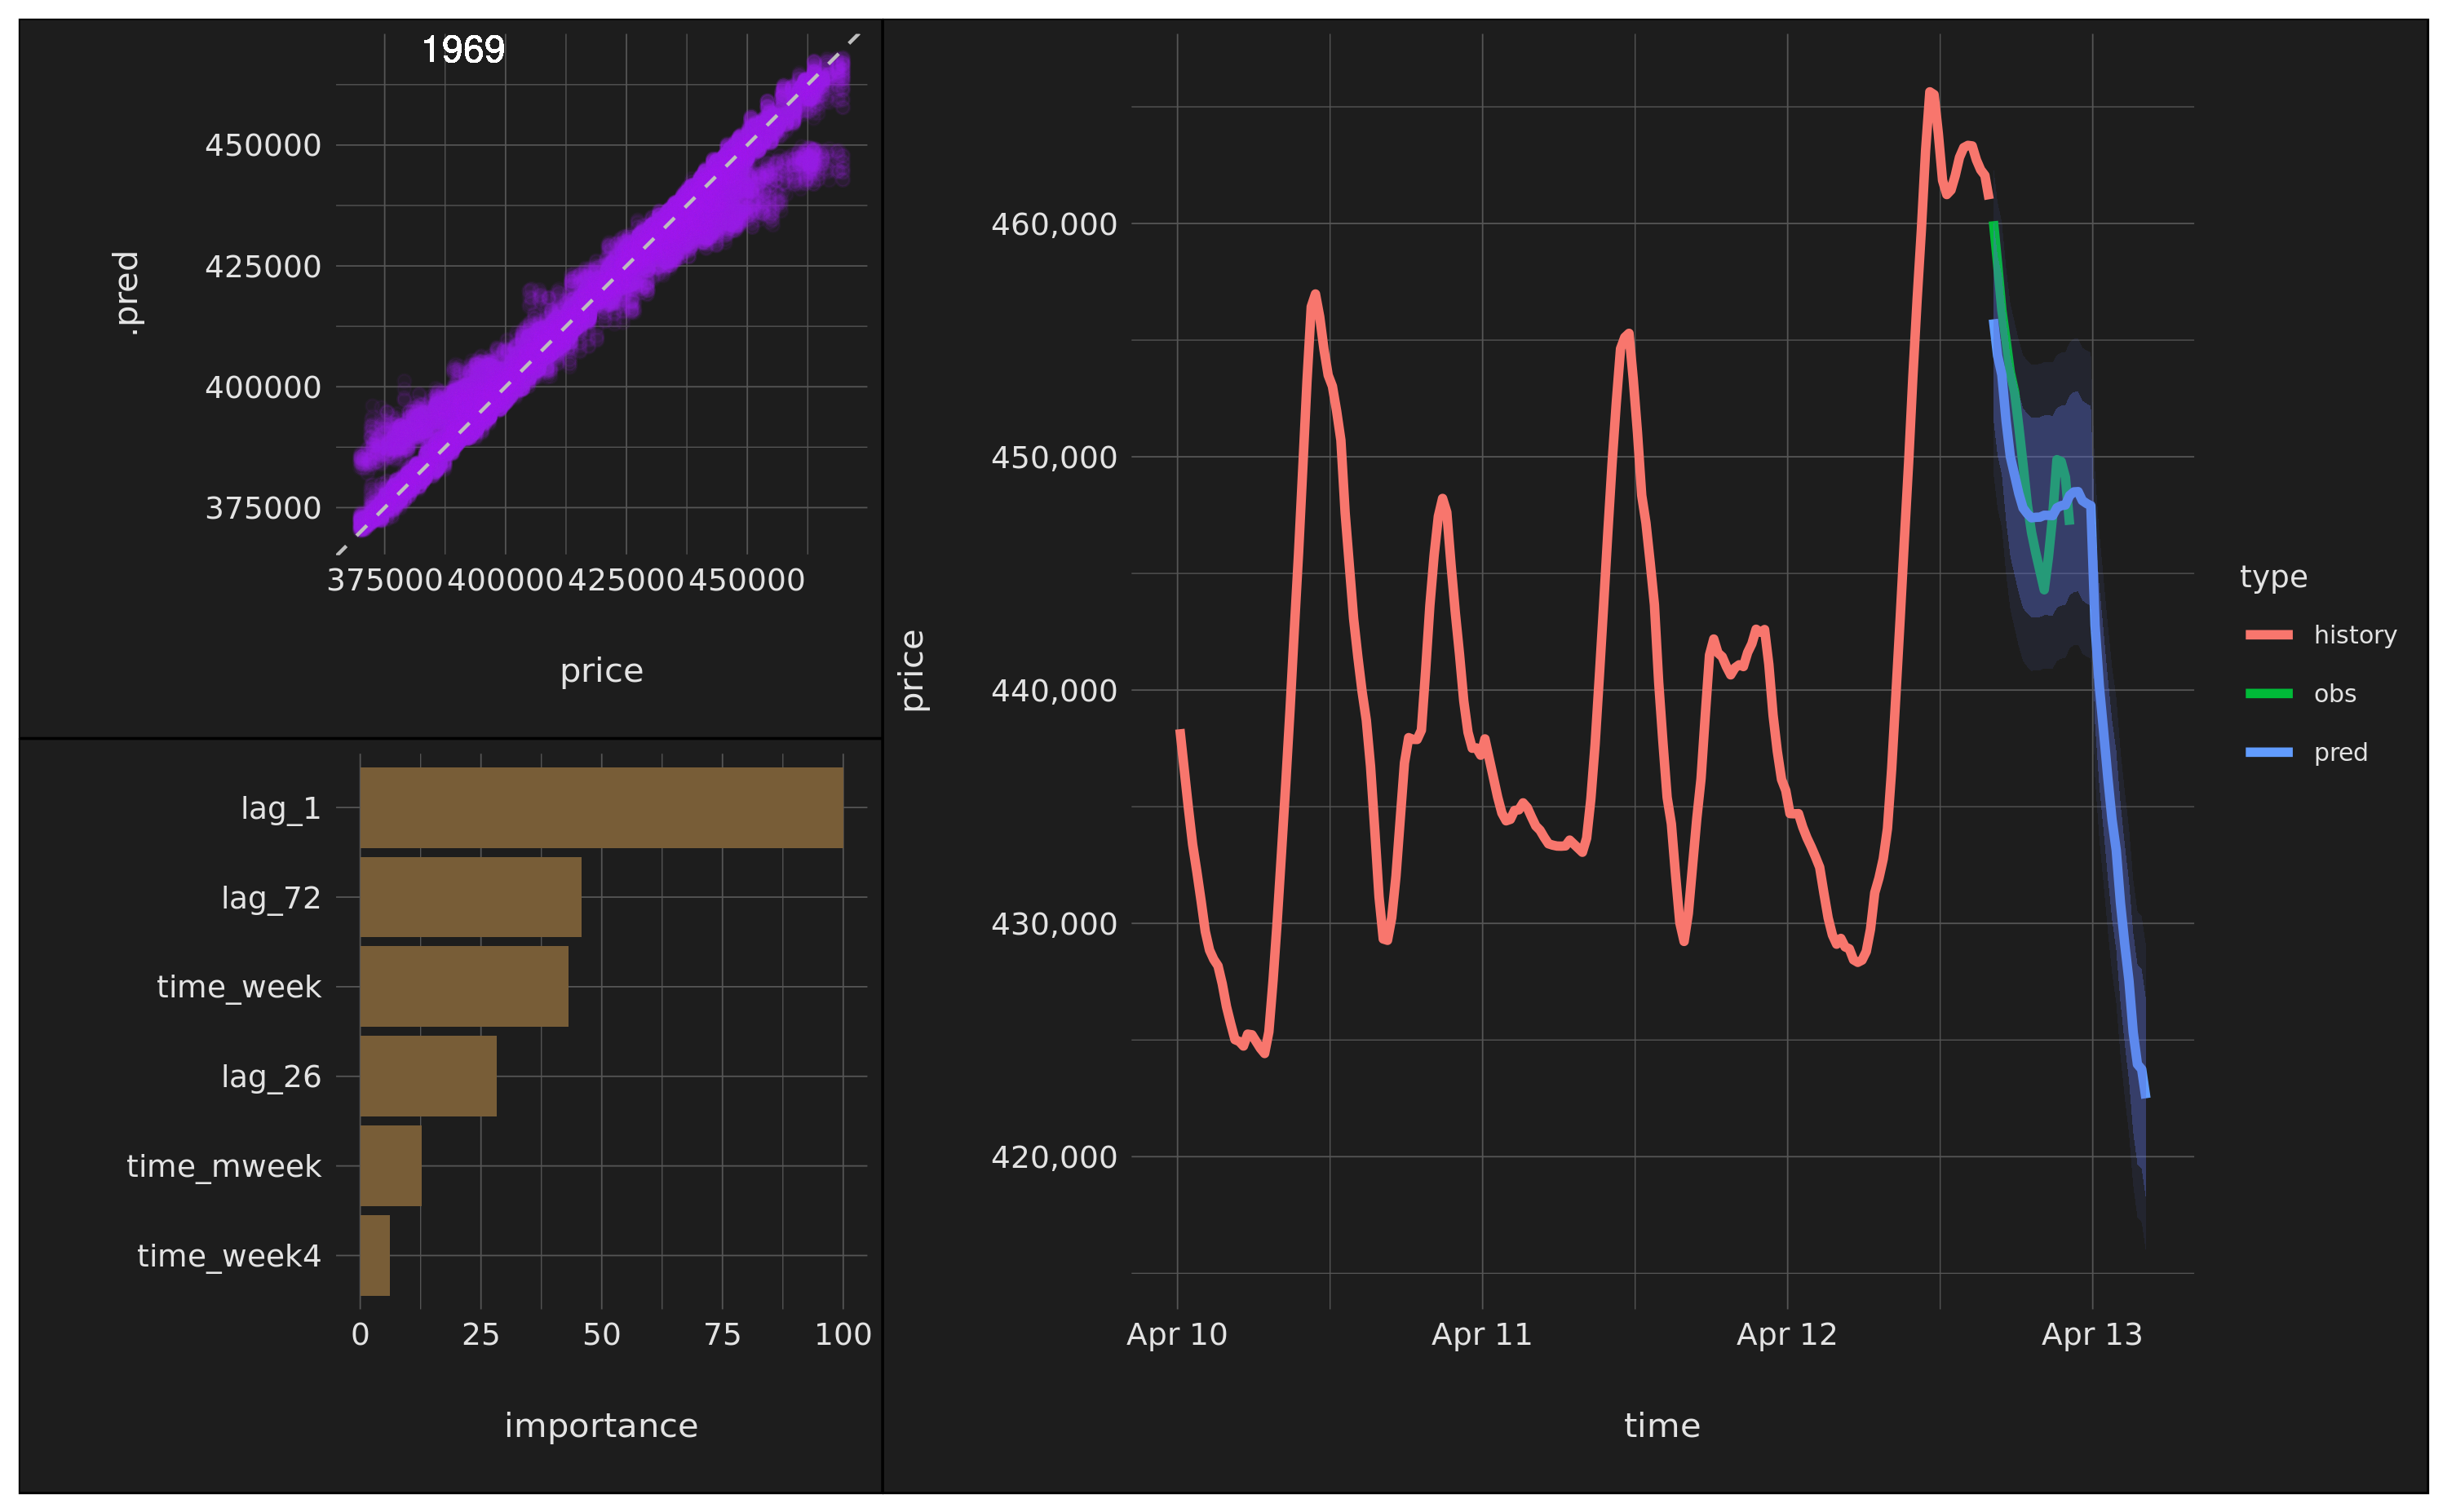 1969
.pred
450000
425000
400000
375000
375000 400000 425000 450000
price
lag_1
lag_72
time_week
lag_26
time_mweek
time_week4
0 25 50 75 100
importance
price
460,000
450,000
440,000
430,000
420,000
Apr 10 Apr 11 Apr 12 Apr 13
time
type
history
obs
pred